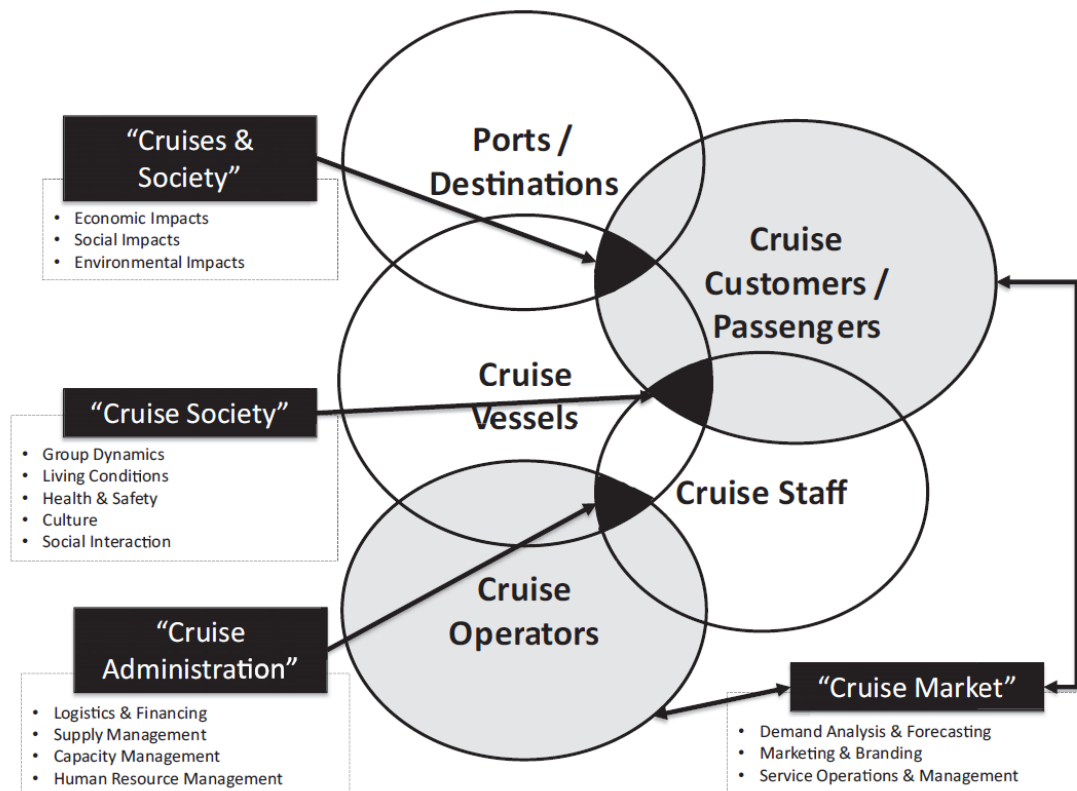 “Cruises &
Society”
• Economic Impacts
• Social Impacts
• Environmental Impacts
Ports /
Destinations
Cruise
Customers /
Passengers
“Cruise Society”
• Group Dynamics
• Living Conditions
• Health & Safety
• Culture
• Social Interaction
Cruise
Vessels
Cruise Staff
“Cruise
Administration”
• Logistics & Financing
• Supply Management
• Capacity Management
• Human Resource Management
Cruise
Operators
“Cruise Market”
• Demand Analysis & Forecasting
• Marketing & Branding
• Service Operations & Management